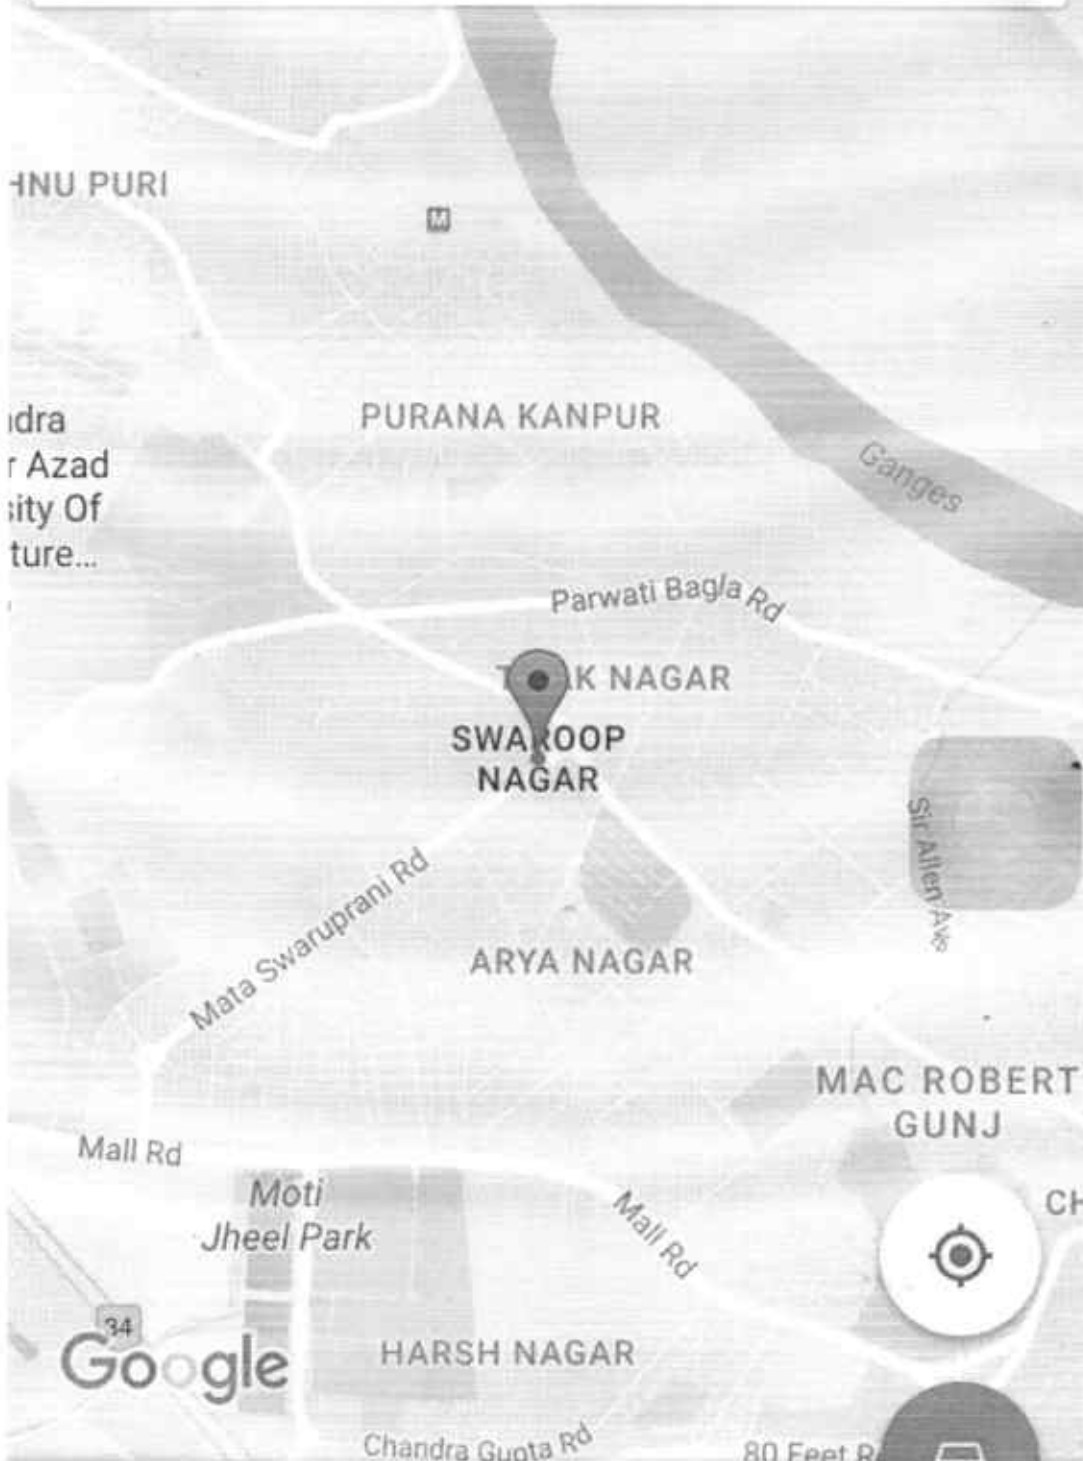 HNU PURI
M
PURANA KANPUR
ndra
r Azad
sity Of
ture...
Ganges
Parwati Bagla Rd
NAGAR
SWAROOP
NAGAR
Sir Allen Ave
Mata Swaruprani Rd
ARYA NAGAR
MAC ROBERT
GUNJ
Mall Rd
Moti
Jheel Park
Mall Rd
CH
34
Google
HARSH NAGAR
Chandra Gupta Rd
80 Feet R